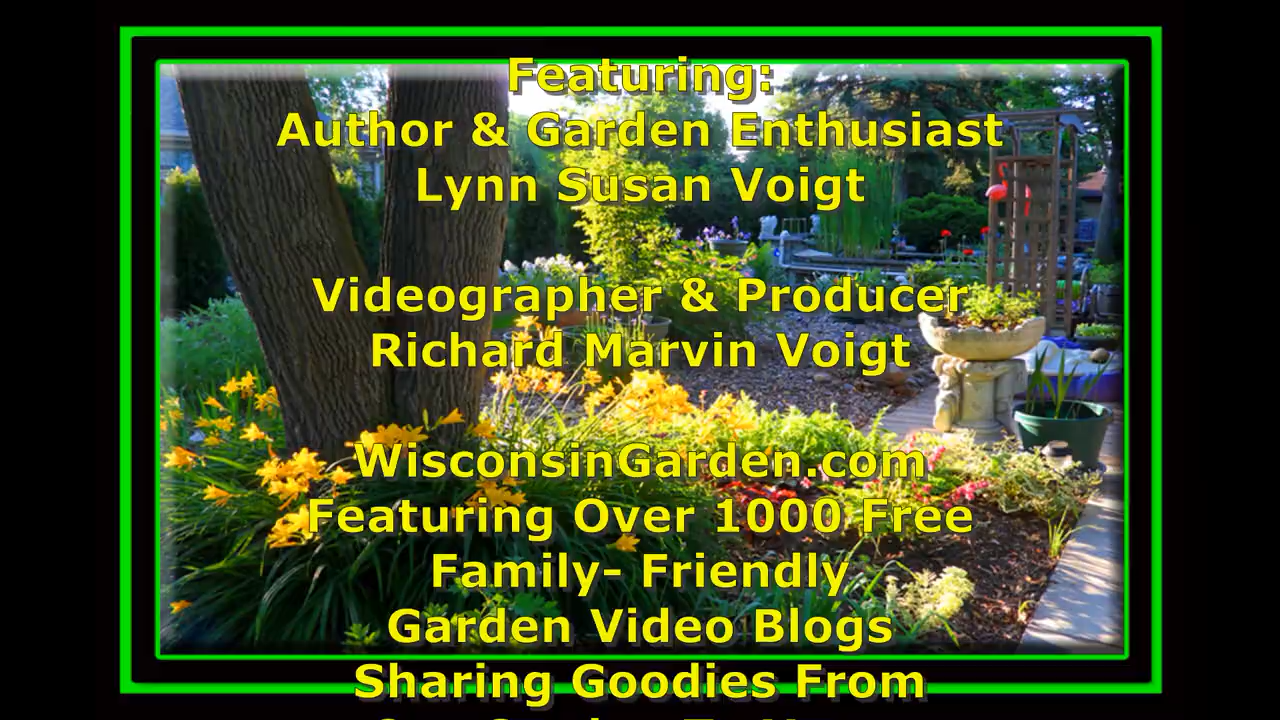 Featuring:
Author & Garden Enthusiast
Lynn Susan Voigt
Videographer & Producer
Richard Marvin Voigt
WisconsinGarden.com
Featuring Over 1000 Free
Family- Friendly
Garden Video Blogs
Sharing Goodies From